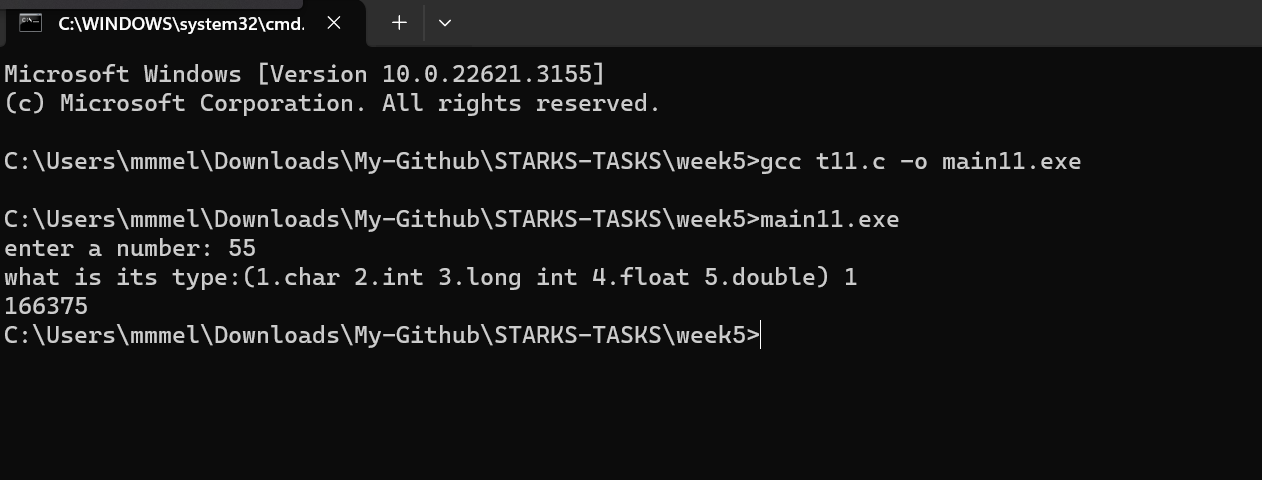 C:\WINDOWS\system32\cmd.
Microsoft Windows [Version 10.0.22621.3155]
(c) Microsoft Corporation. All rights reserved.
C:\Users\mmmel\Downloads\My-Github\STARKS-TASKS\week5>gcc t11.c -o main11.exe
C:\Users\mmmel\Downloads\My-Github\STARKS-TASKS\week5>main11.exe
enter a number: 55
what is its type:(1.char 2.int 3.long int 4.float 5.double) 1
166375
C:\Users\mmmel\Downloads\My-Github\STARKS-TASKS\week5>